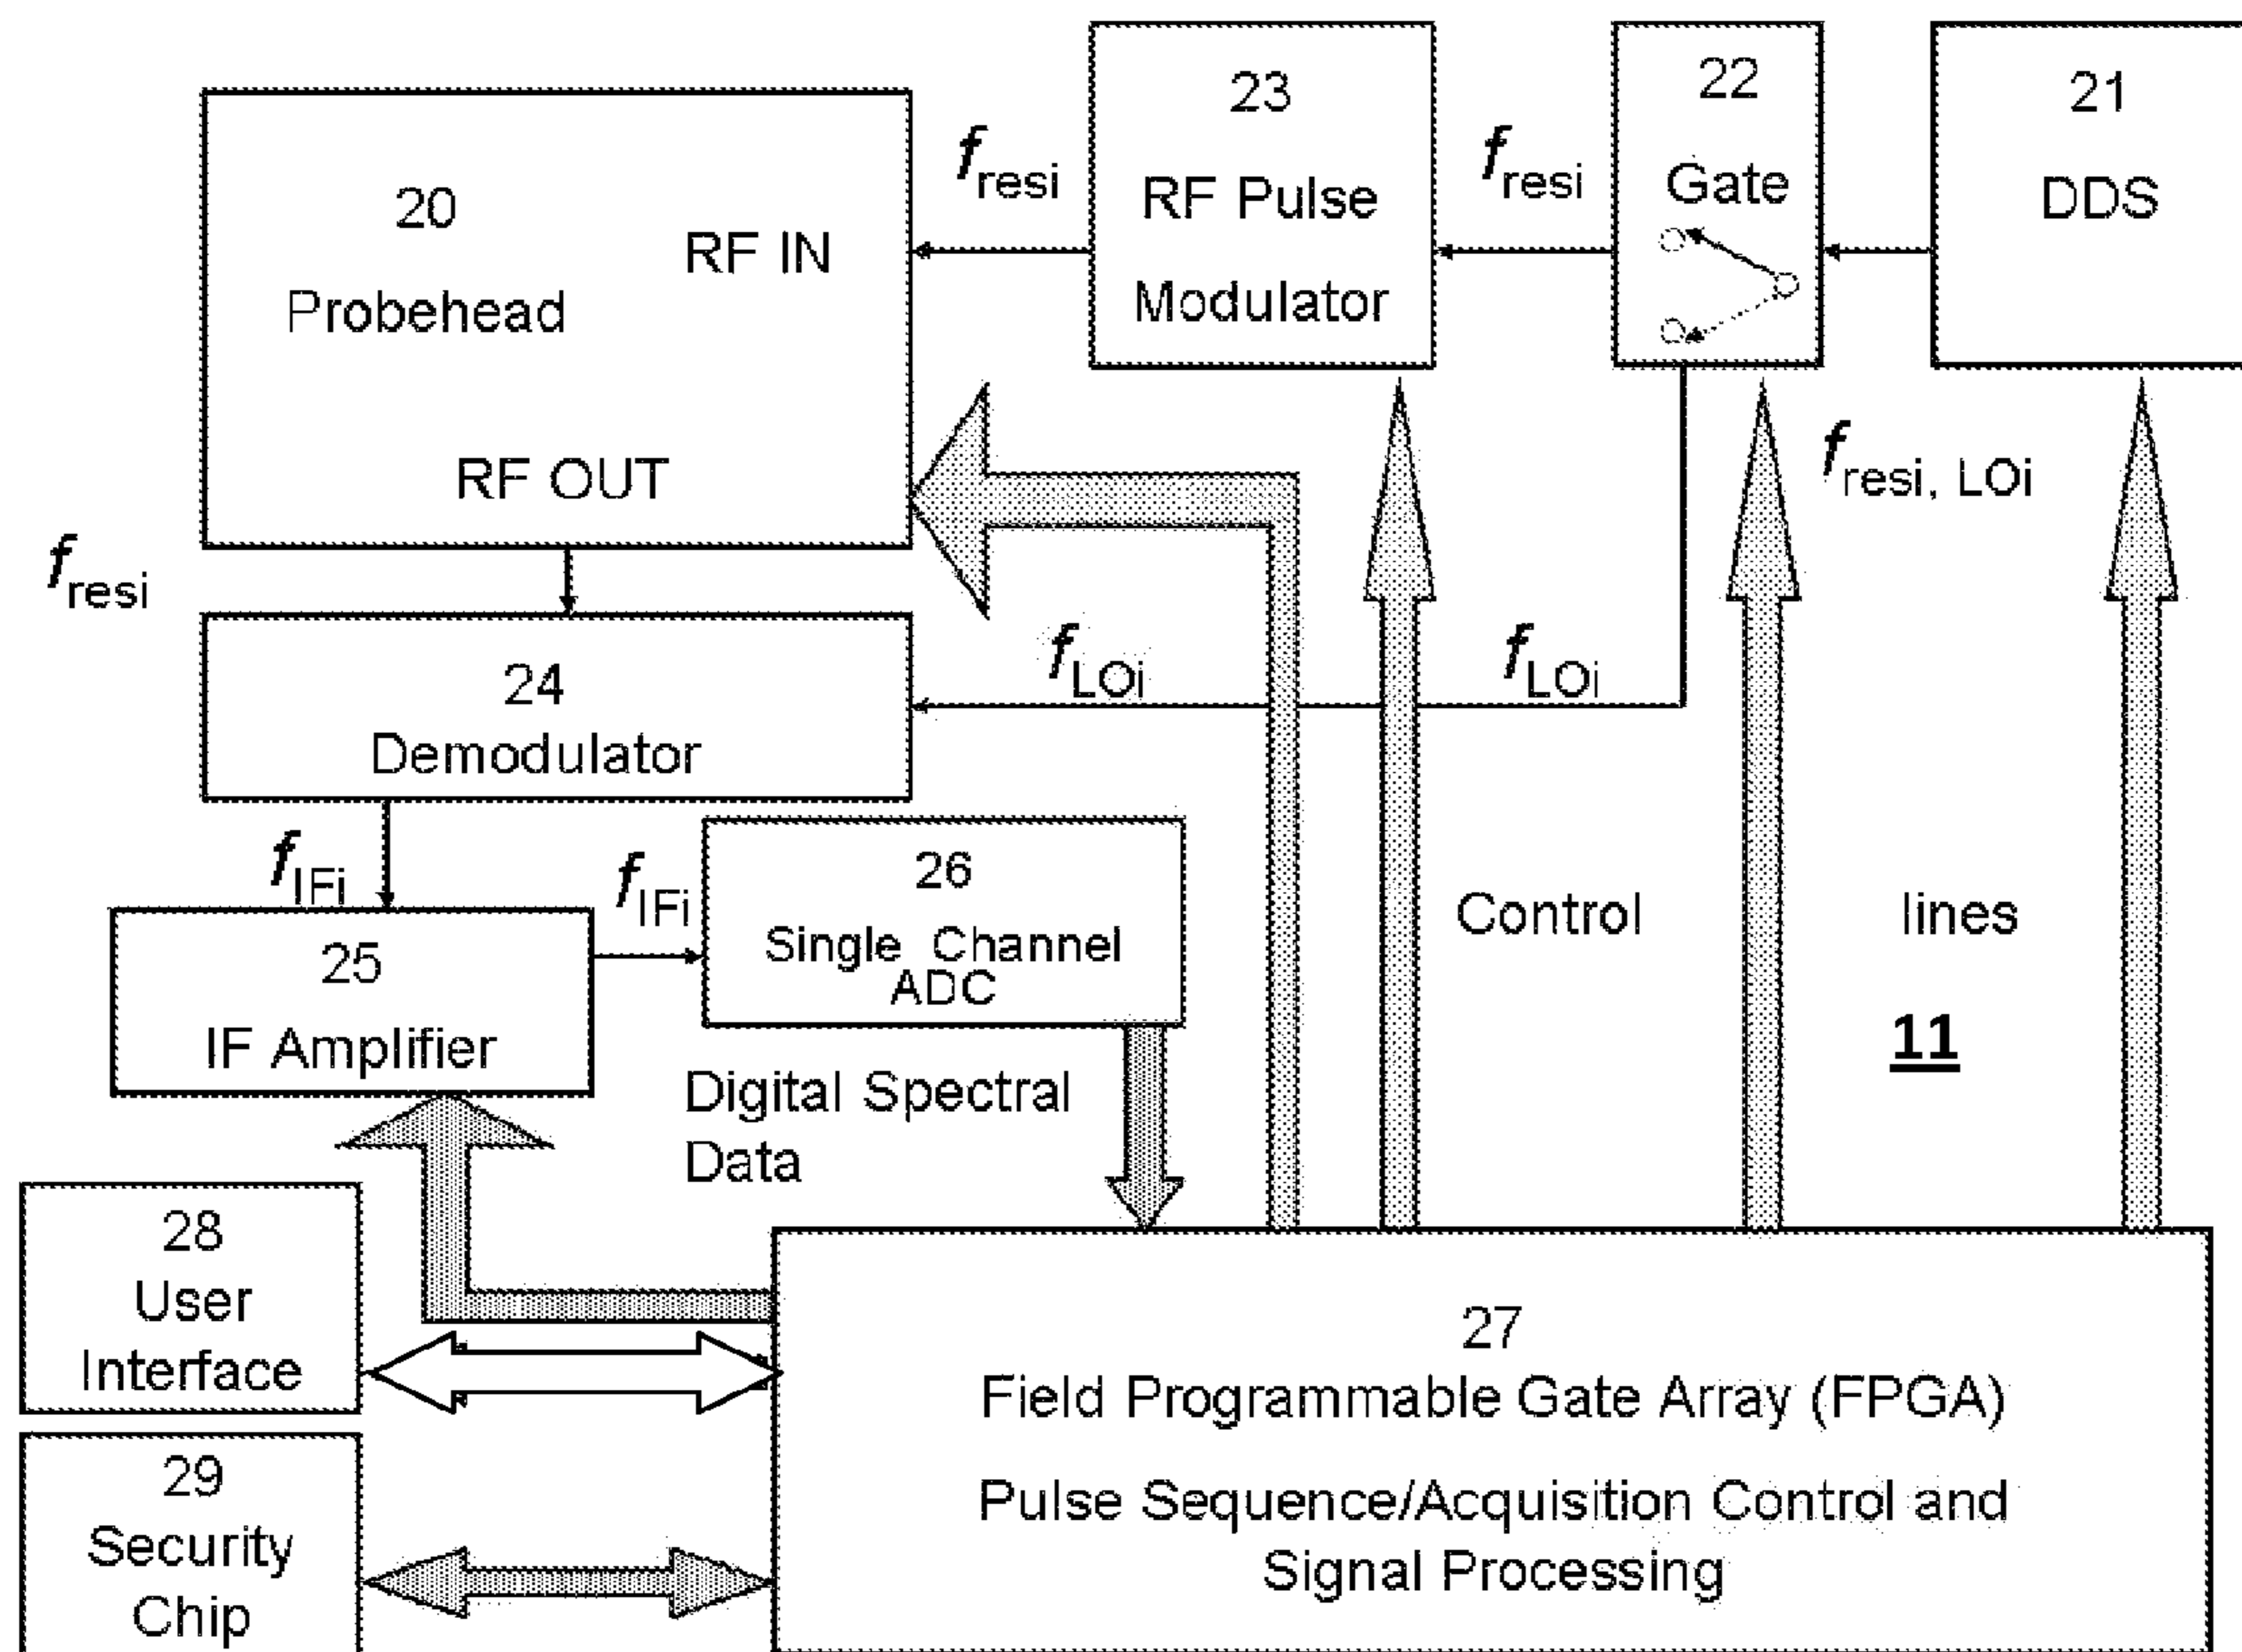 20
Probehead
RF IN
RF OUT
fresi
23
RF Pulse
Modulator
fresi
22
Gate
21
DDS
fresi, LOi
fresi
24
Demodulator
fLOi
fLOi
fIFi
fIFi
25
IF Amplifier
26
Single Channel
ADC
Digital Spectral
Data
Control lines
11
28
User
Interface
29
Security
Chip
27
Field Programmable Gate Array (FPGA)
Pulse Sequence/Acquisition Control and
Signal Processing